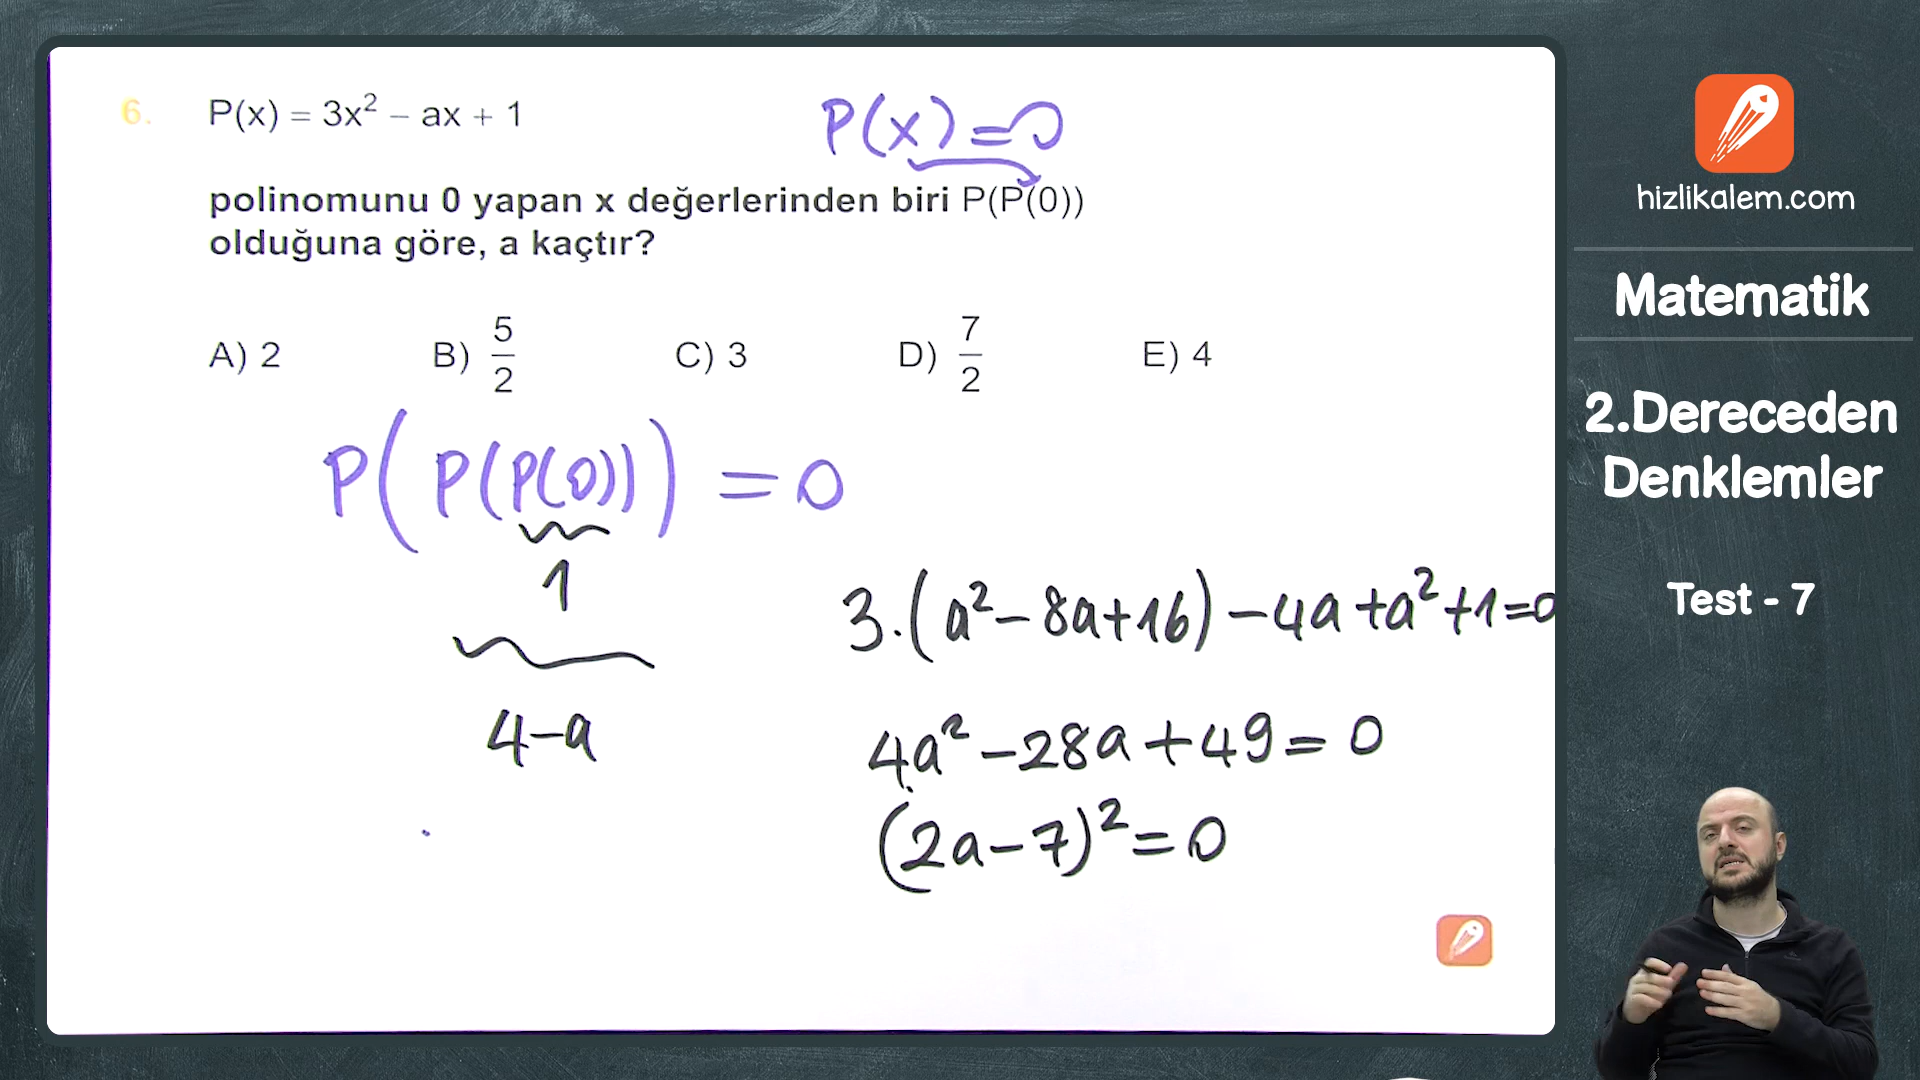 6. P(x) = 3x² − ax + 1
P(x)=0
polinomunu 0 yapan x değerlerinden biri P(P(0))
olduğuna göre, a kaçtır?
A) 2 B) 5/2 C) 3 D) 7/2 E) 4
P(P(P(0))) = 0
1
4-a
3.(a²-8a+16)-4a+a²+1=0
4a²-28a+49=0
(2a-7)²=0
hizlikalem.com
Matematik
2.Dereceden
Denklemler
Test - 7